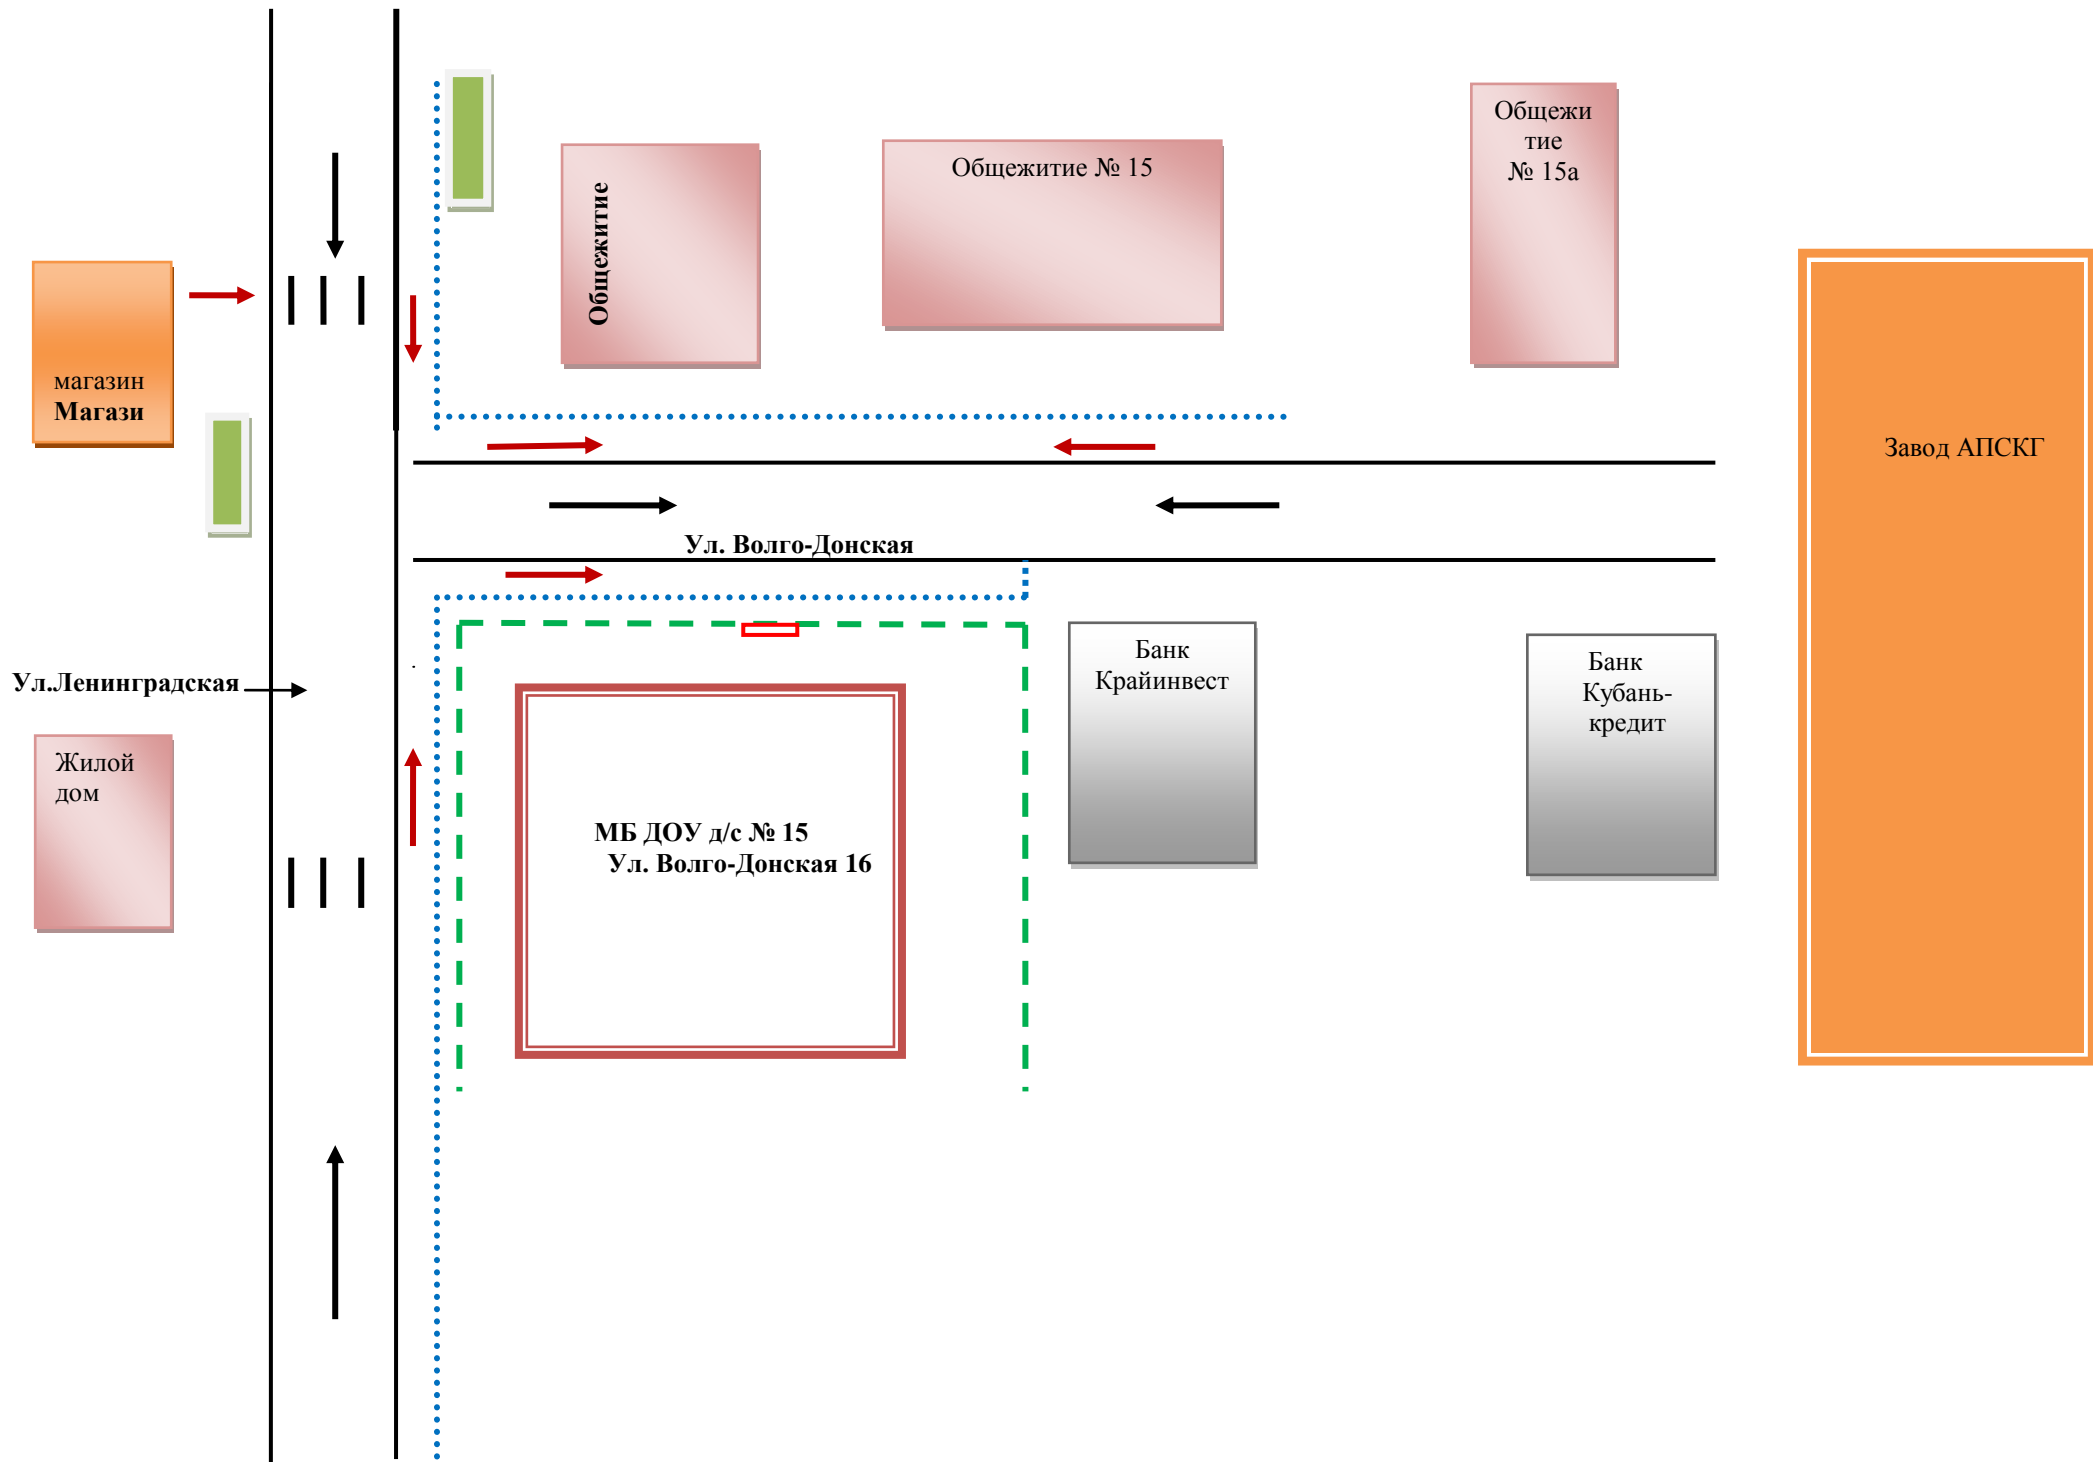 Общежи
тие
№ 15а
Общежитие № 15
Общежитие
магазин
Магази
Завод АПСКГ
Ул. Волго-Донская
Банк
Крайинвест
Банк
Кубань-
кредит
Ул.Ленинградская
Жилой
дом
МБ ДОУ д/с № 15
Ул. Волго-Донская 16